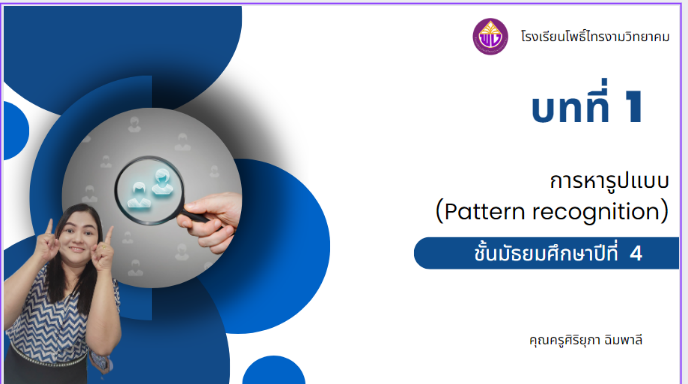 โรงเรียนโพธิ์ไทรงามวิทยาคม
บทที่ 1
การหารูปแบบ
(Pattern recognition)
ชั้นมัธยมศึกษาปีที่ 4
คุณครูศิริยุภา ฉิมพาลี